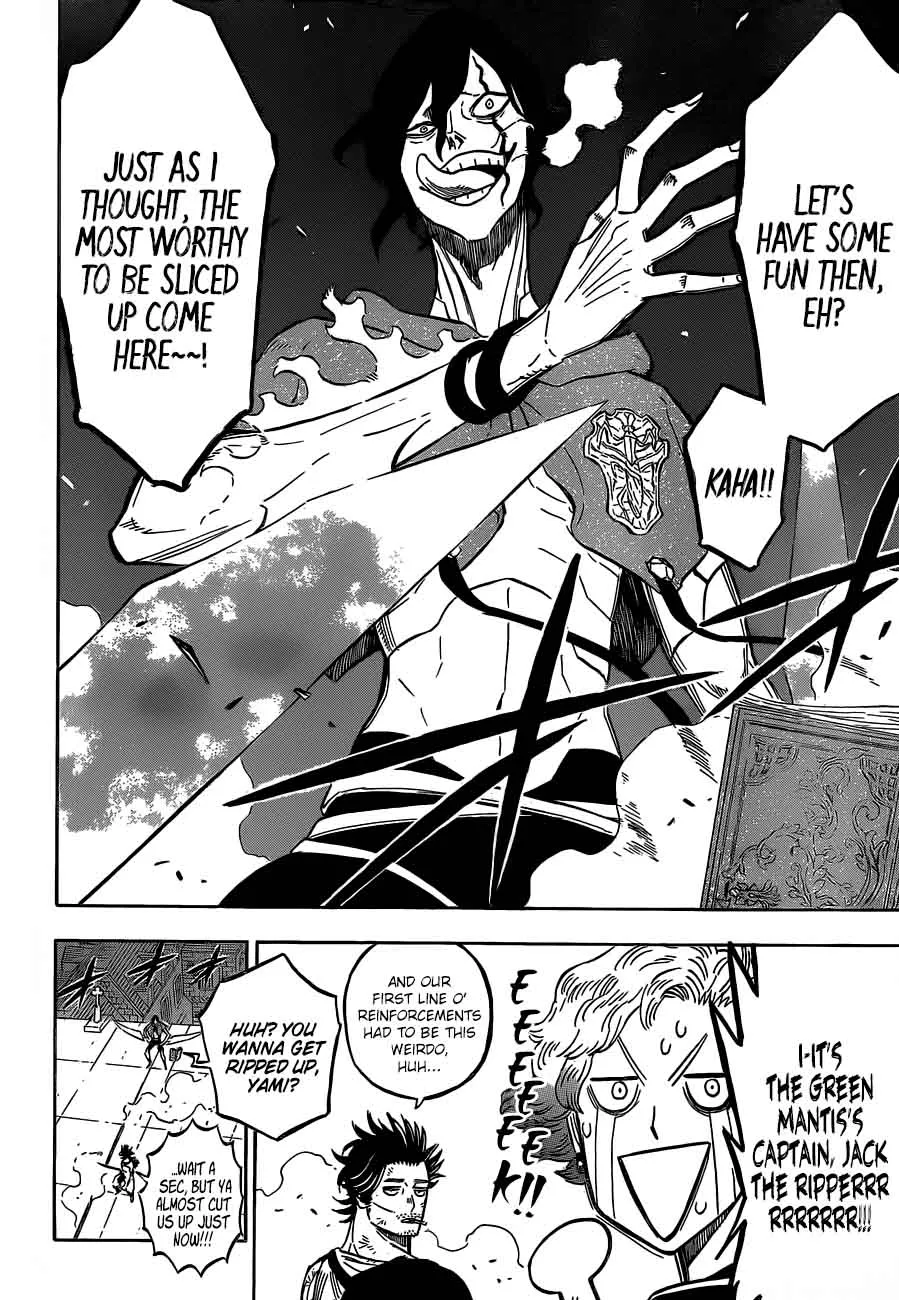 LET'S
HAVE SOME
FUN THEN,
EH?
JUST AS I
THOUGHT, THE
MOST WORTHY
TO BE SLICED
UP COME
HERE~~!
KAHA!!
I-IT'S
THE GREEN
MANTIS'S
CAPTAIN, JACK
THE RIPPERRR
RRRRRRR!!!
EEEEEEK!!
AND OUR
FIRST LINE O'
REINFORCEMENTS
HAD TO BE THIS
WEIRDO,
HUH...
HUH? YOU
WANNA GET
RIPPED UP,
YAMI?
...WAIT A
SEC, BUT YA
ALMOST CUT
US UP JUST
NOW!!!